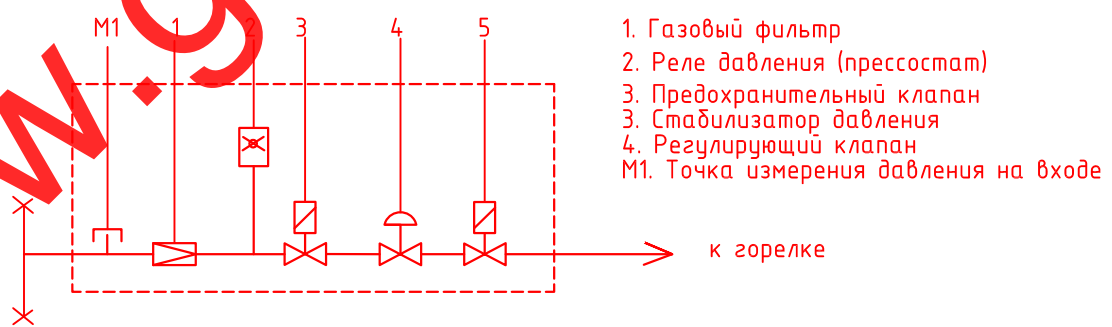 M1 1 2 3 4 5
1. Газовый фильтр
2. Реле давления (прессостат)
3. Предохранительный клапан
3. Стабилизатор давления
4. Регулирующий клапан
M1. Точка измерения давления на входе
к горелке
w.g